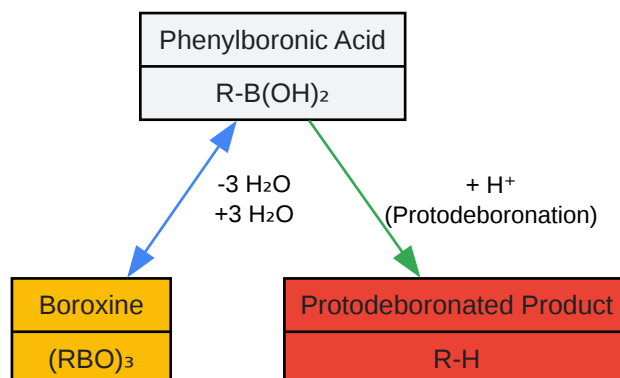 Phenylboronic Acid
R-B(OH)₂
-3 H₂O
+3 H₂O
+ H⁺
(Protodeboronation)
Boroxine
(RBO)₃
Protodeboronated Product
R-H